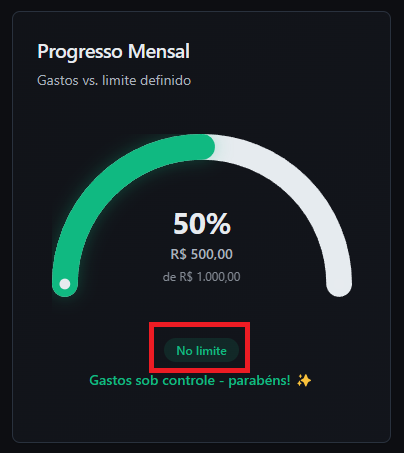 Progresso Mensal
Gastos vs. limite definido
50%
R$ 500,00
de R$ 1.000,00
No limite
Gastos sob controle - parabéns! ✨